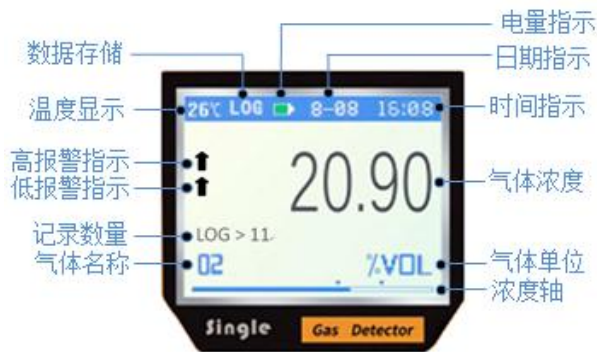 电量指示
数据存储
日期指示
温度显示
26℃ LOG 8-08 16:08
时间指示
高报警指示
低报警指示
20.90
气体浓度
记录数量
LOG > 11
气体名称
O2
%VOL
气体单位
浓度轴
Single
Gas Detector